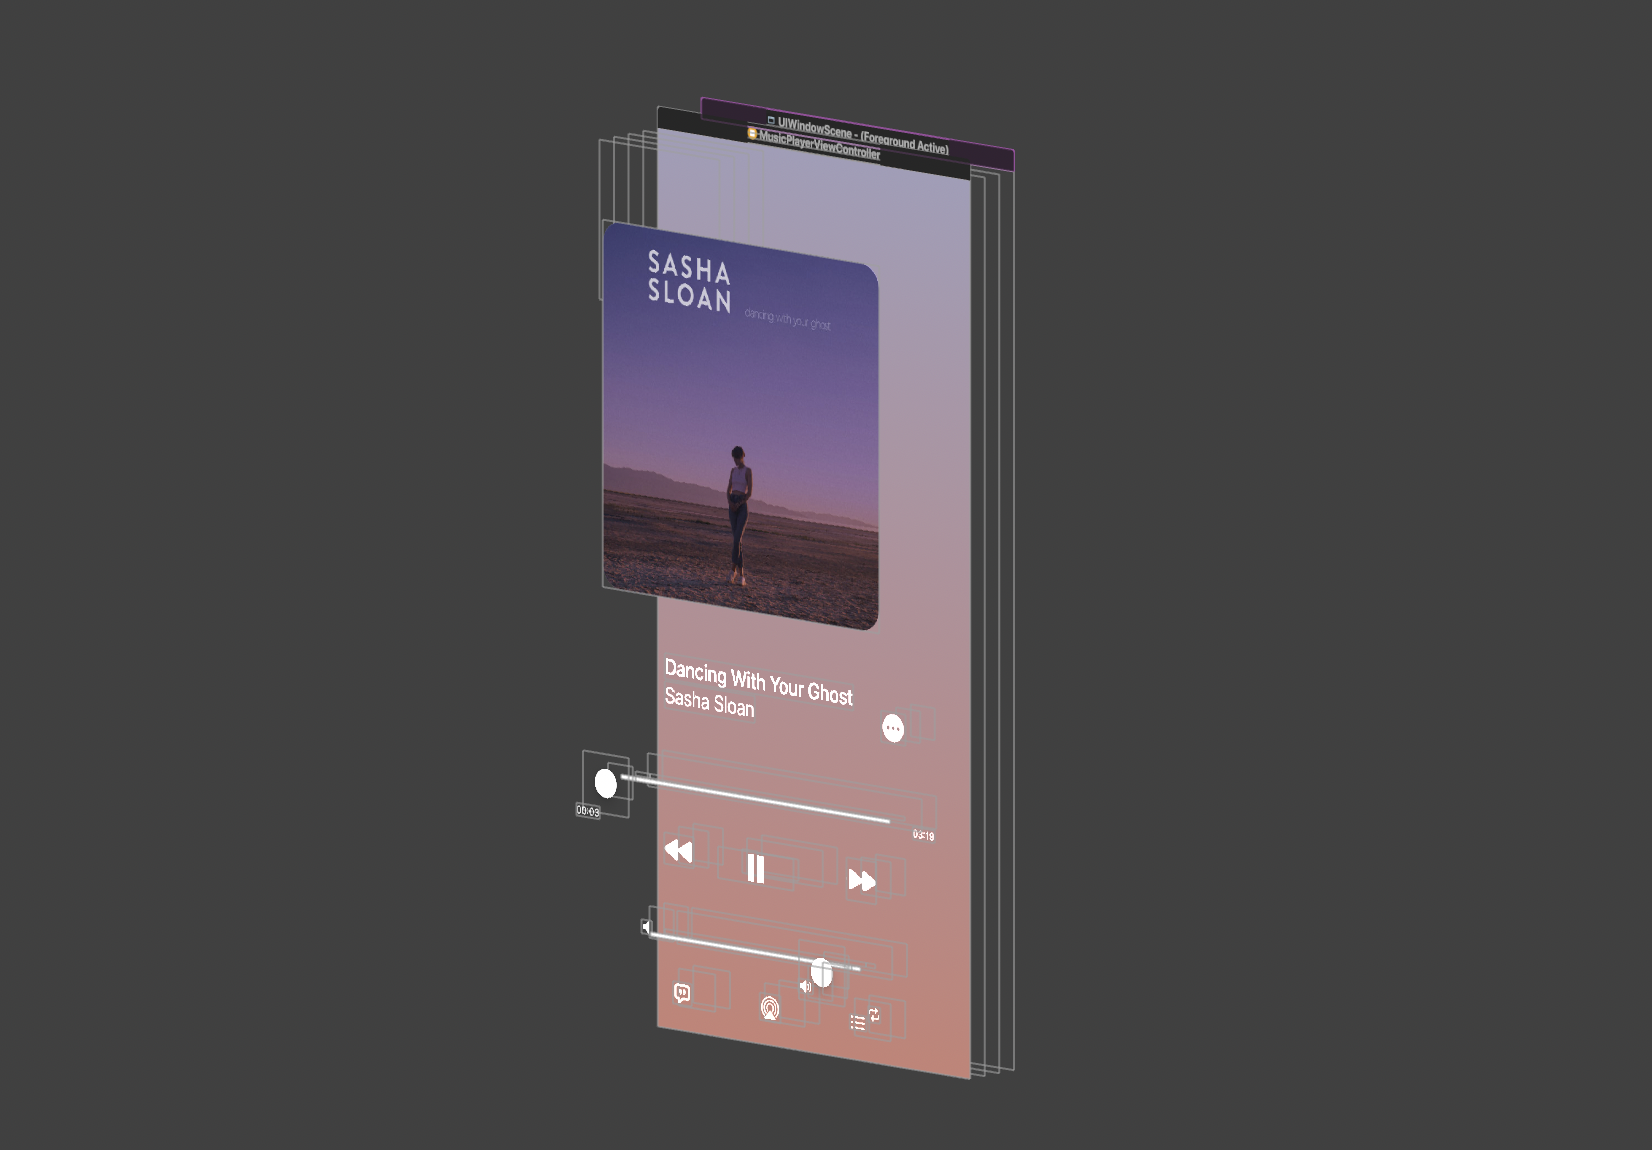 UIWindowScene - (Foreground Active)
MusicPlayerViewController
SASHA
SLOAN
dancing with your ghost
Dancing With Your Ghost
Sasha Sloan
00:03
03:19